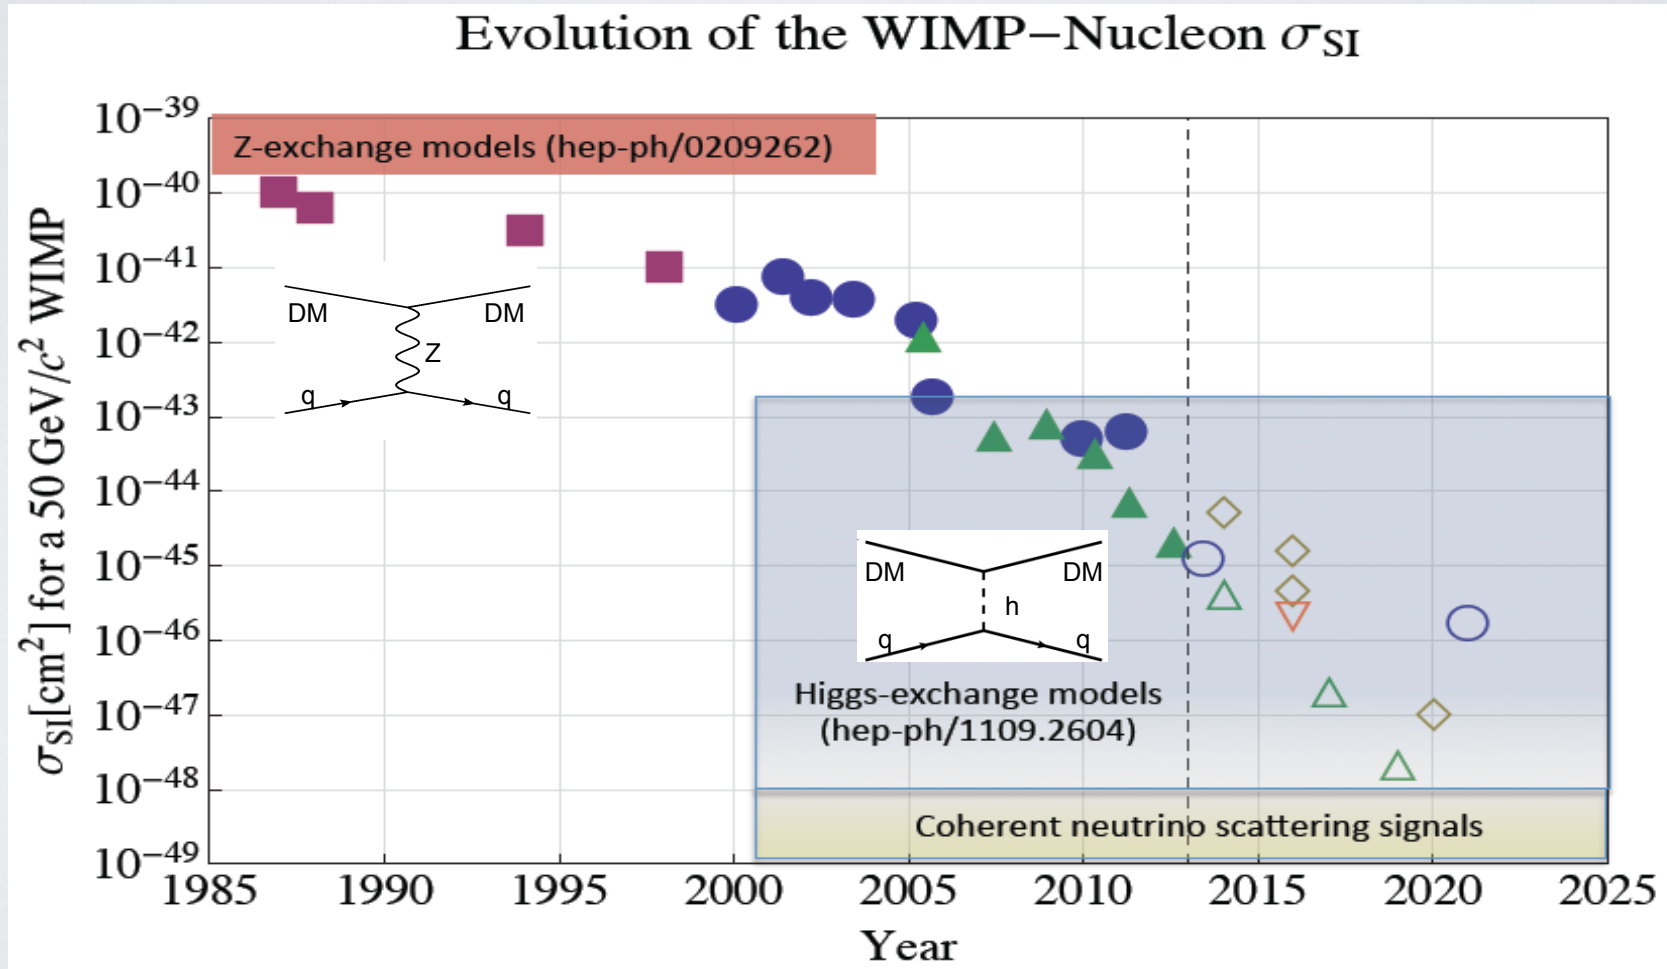 Evolution of the WIMP−Nucleon σSI
σSI[cm²] for a 50 GeV/c² WIMP
10−39
10−40
10−41
10−42
10−43
10−44
10−45
10−46
10−47
10−48
10−49
Z-exchange models (hep-ph/0209262)
DM DM
Z
q q
DM DM
h
q q
Higgs-exchange models
(hep-ph/1109.2604)
Coherent neutrino scattering signals
1985 1990 1995 2000 2005 2010 2015 2020 2025
Year